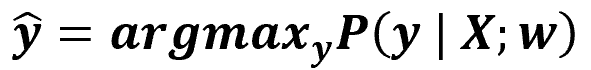 ŷ = argmax_y P(y | X; w)